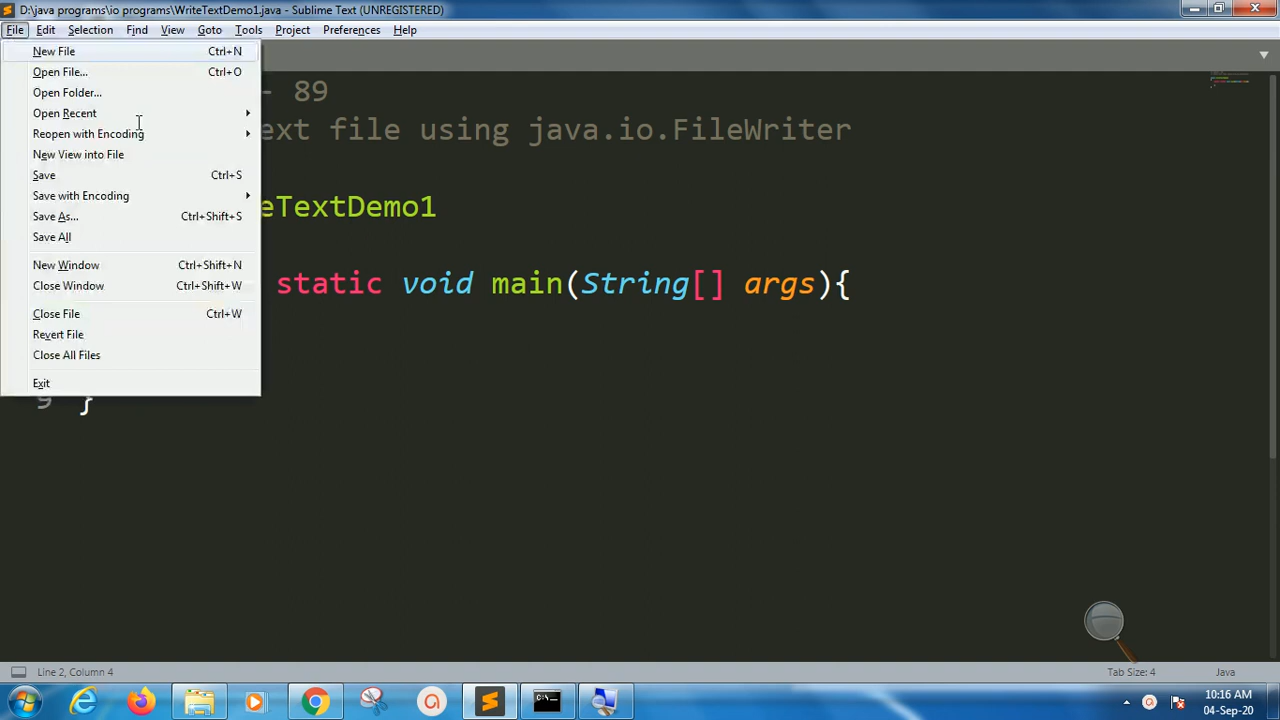 D:\java programs\io programs\WriteTextDemo1.java - Sublime Text (UNREGISTERED)
File Edit Selection Find View Goto Tools Project Preferences Help
New File Ctrl+N
Open File... Ctrl+O
Open Folder...
Open Recent
Reopen with Encoding
New View into File
Save Ctrl+S
Save with Encoding
Save As... Ctrl+Shift+S
Save All
New Window Ctrl+Shift+N
Close Window Ctrl+Shift+W
Close File Ctrl+W
Revert File
Close All Files
Exit
- 89
ext file using java.io.FileWriter
eTextDemo1
static void main(String[] args){
9 }
Line 2, Column 4 Tab Size: 4 Java
C:\
10:16 AM
04-Sep-20